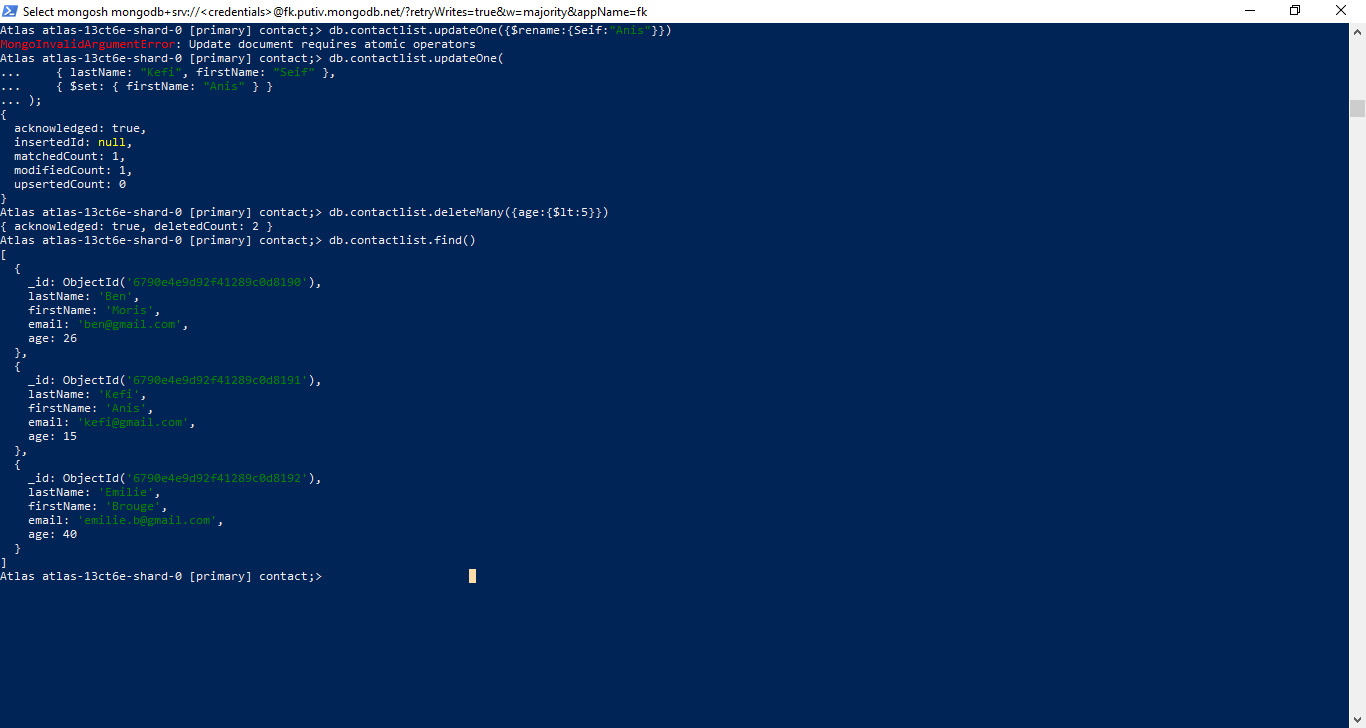 Select mongosh mongodb+srv://<credentials>@fk.putiv.mongodb.net/?retryWrites=true&w=majority&appName=fk
Atlas atlas-13ct6e-shard-0 [primary] contact;> db.contactlist.updateOne({$rename:{Seif:"Anis"}})
MongoInvalidArgumentError: Update document requires atomic operators
Atlas atlas-13ct6e-shard-0 [primary] contact;> db.contactlist.updateOne(
...     { lastName: "Kefi", firstName: "Seif" },
...     { $set: { firstName: "Anis" } }
... );
{
  acknowledged: true,
  insertedId: null,
  matchedCount: 1,
  modifiedCount: 1,
  upsertedCount: 0
}
Atlas atlas-13ct6e-shard-0 [primary] contact;> db.contactlist.deleteMany({age:{$lt:5}})
{ acknowledged: true, deletedCount: 2 }
Atlas atlas-13ct6e-shard-0 [primary] contact;> db.contactlist.find()
[
  {
    _id: ObjectId('6790e4e9d92f41289c0d8190'),
    lastName: 'Ben',
    firstName: 'Moris',
    email: 'ben@gmail.com',
    age: 26
  },
  {
    _id: ObjectId('6790e4e9d92f41289c0d8191'),
    lastName: 'Kefi',
    firstName: 'Anis',
    email: 'kefi@gmail.com',
    age: 15
  },
  {
    _id: ObjectId('6790e4e9d92f41289c0d8192'),
    lastName: 'Emilie',
    firstName: 'Brouge',
    email: 'emilie.b@gmail.com',
    age: 40
  }
]
Atlas atlas-13ct6e-shard-0 [primary] contact;>